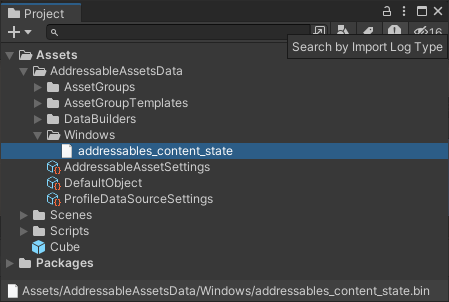 Project
16
Search by Import Log Type
Assets
AddressableAssetsData
AssetGroups
AssetGroupTemplates
DataBuilders
Windows
addressables_content_state
AddressableAssetSettings
DefaultObject
ProfileDataSourceSettings
Scenes
Scripts
Cube
Packages
Assets/AddressableAssetsData/Windows/addressables_content_state.bin